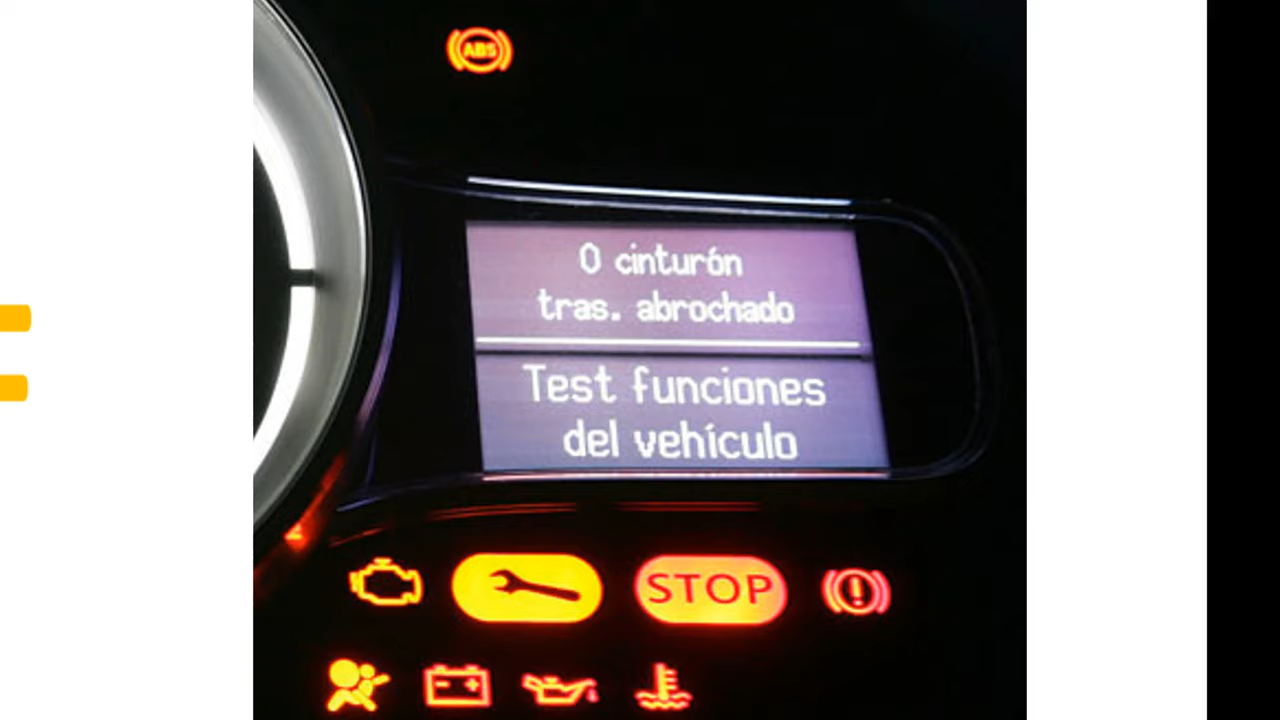 ABS
0 cinturón
tras. abrochado
Test funciones
del vehículo
STOP